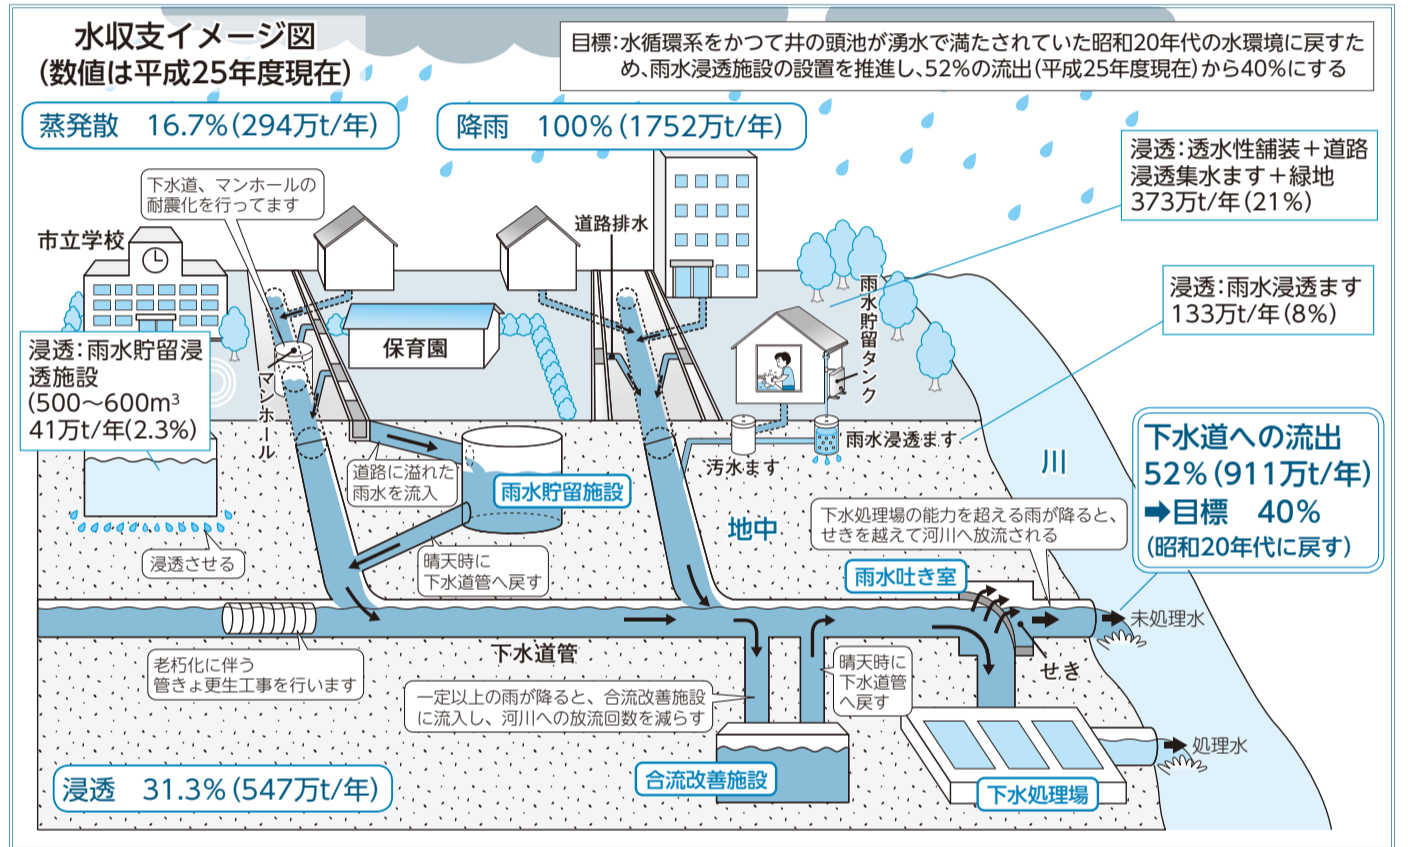 水収支イメージ図
(数値は平成25年度現在)
目標:水循環系をかつて井の頭池が湧水で満たされていた昭和20年代の水環境に戻すた
め、雨水浸透施設の設置を推進し、52%の流出(平成25年度現在)から40%にする
蒸発散 16.7%(294万t/年)
降雨 100%(1752万t/年)
浸透:透水性舗装+道路
浸透集水ます+緑地
373万t/年(21%)
下水道、マンホールの
耐震化を行ってます
市立学校
道路排水
雨水貯留タンク
浸透:雨水浸透ます
133万t/年(8%)
保育園
浸透:雨水貯留浸
透施設
(500〜600m³
41万t/年(2.3%)
マンホール
道路に溢れた
雨水を流入
雨水貯留施設
汚水ます
雨水浸透ます
川
下水道への流出
52%(911万t/年)
➡目標 40%
(昭和20年代に戻す)
地中
下水処理場の能力を超える雨が降ると、
せきを越えて河川へ放流される
浸透させる
晴天時に
下水道管へ戻す
雨水吐き室
未処理水
下水道管
せき
老朽化に伴う
管きょ更生工事を行います
一定以上の雨が降ると、合流改善施設
に流入し、河川への放流回数を減らす
晴天時に
下水道管
へ戻す
処理水
浸透 31.3%(547万t/年)
合流改善施設
下水処理場